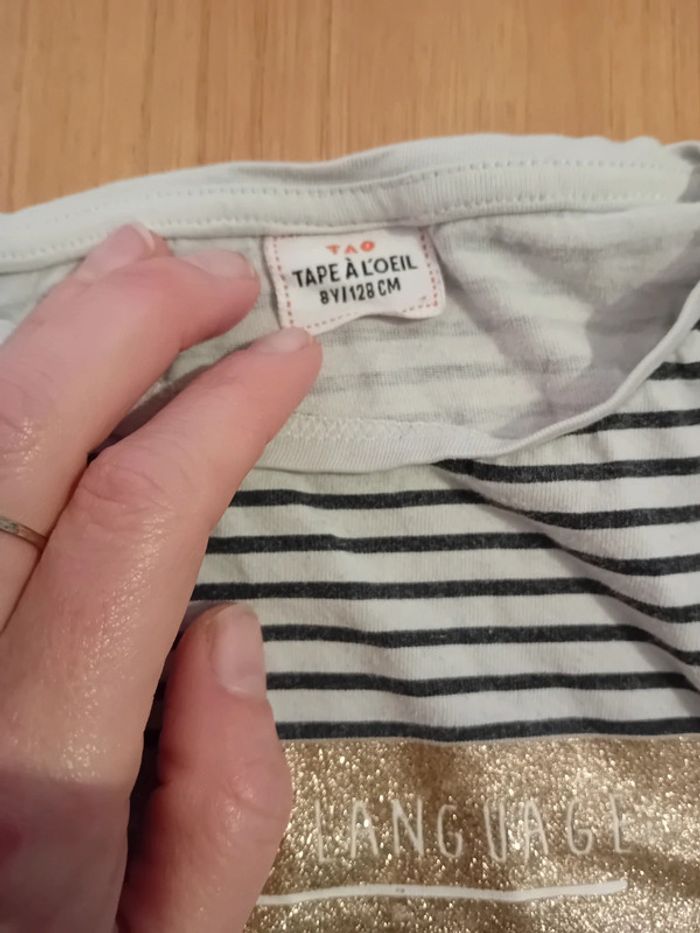 TAO
TAPE À L'OEIL
8Y/128 CM
LANGUAGE